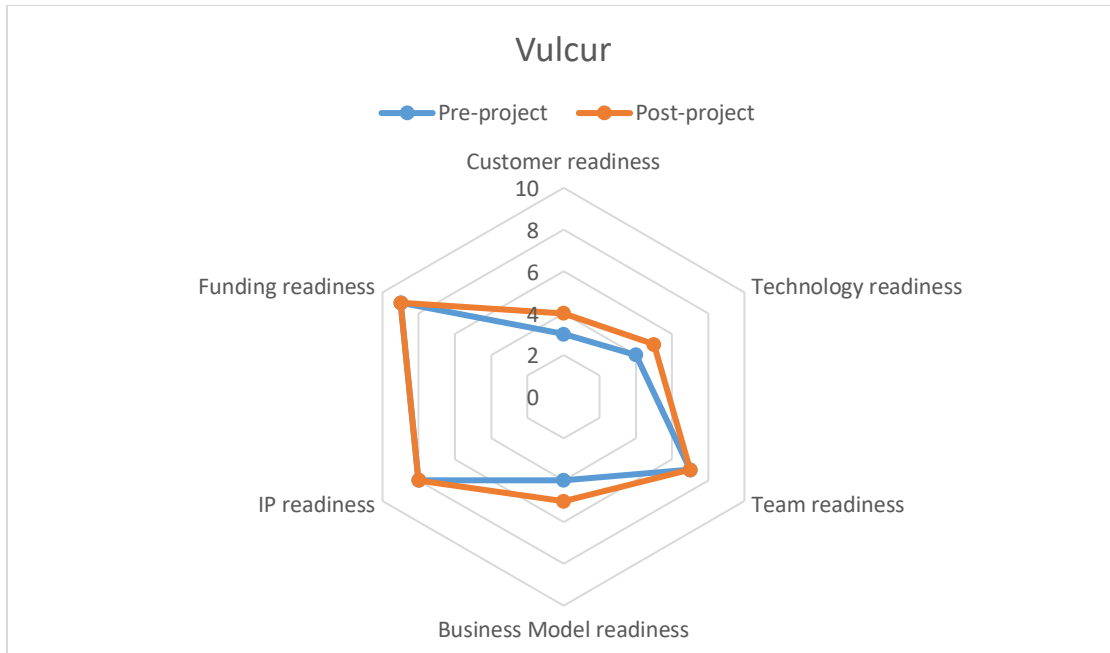 Vulcur
Pre-project Post-project
Customer readiness
10
8
Funding readiness Technology readiness
6
4
2
0
IP readiness Team readiness
Business Model readiness